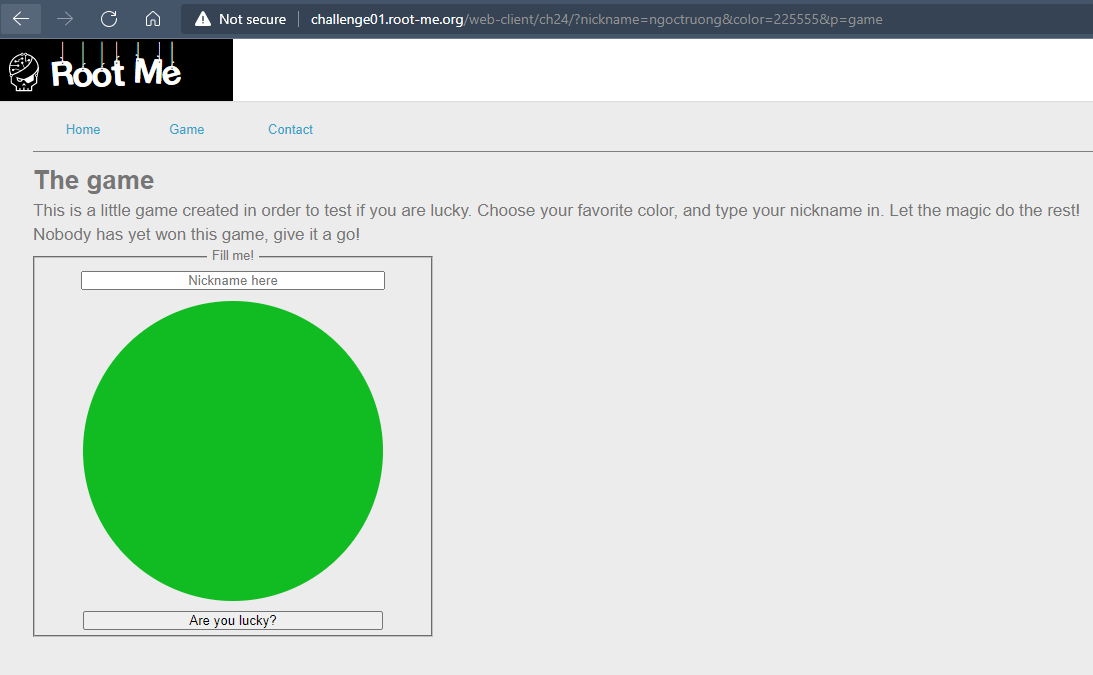 Not secure
challenge01.root-me.org/web-client/ch24/?nickname=ngoctruong&color=225555&p=game
Root Me
Home Game Contact
The game
This is a little game created in order to test if you are lucky. Choose your favorite color, and type your nickname in. Let the magic do the rest!
Nobody has yet won this game, give it a go!
Fill me!
Nickname here
Are you lucky?